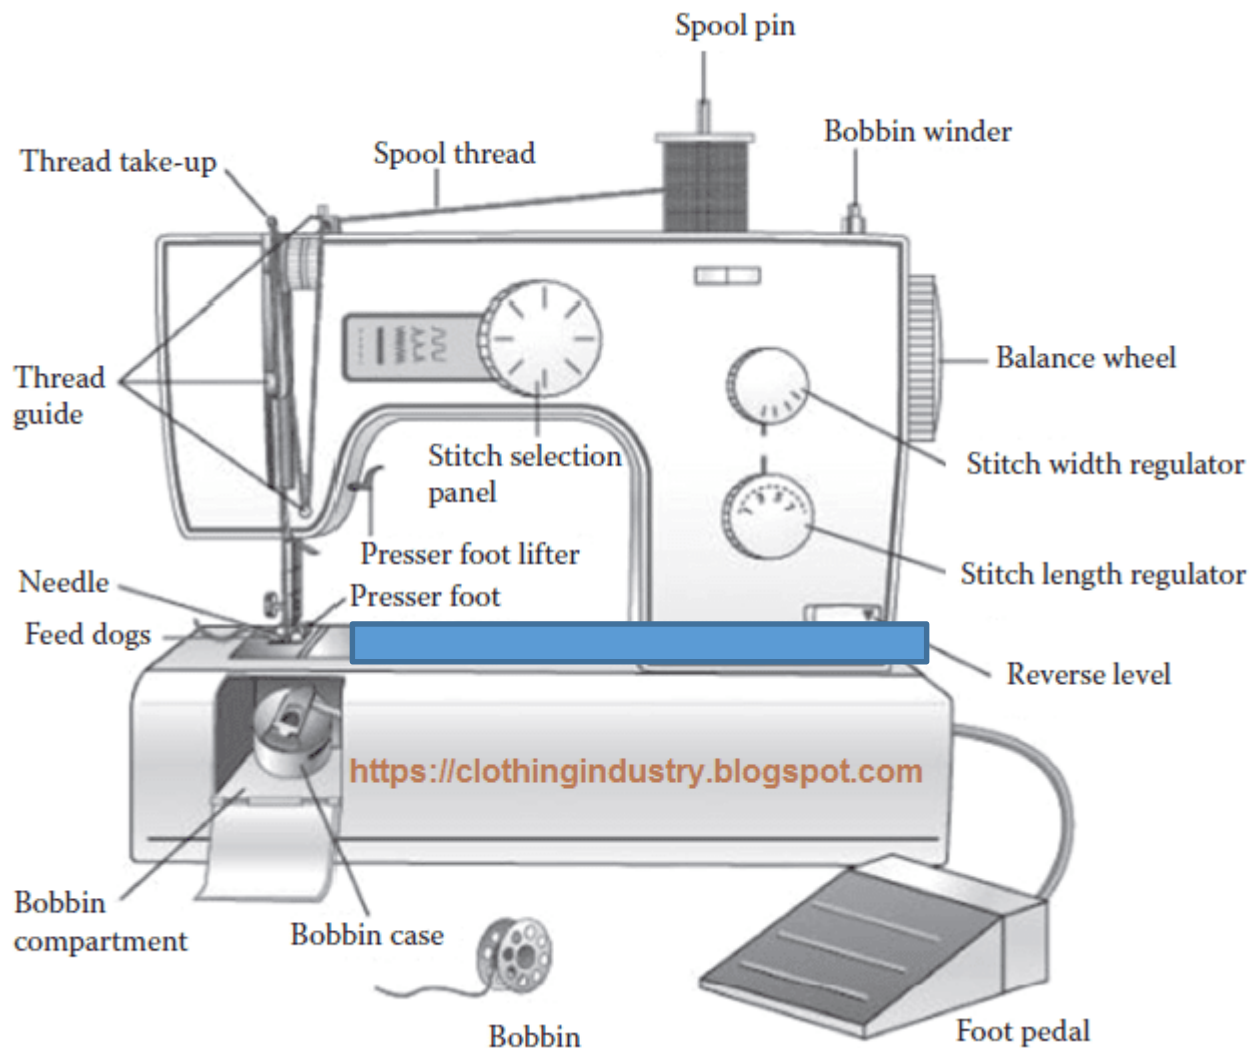 Spool pin
Bobbin winder
Spool thread
Thread take-up
Balance wheel
Thread
guide
Stitch selection
panel
Stitch width regulator
Presser foot lifter
Stitch length regulator
Needle
Presser foot
Feed dogs
Reverse level
https://clothingindustry.blogspot.com
Bobbin
compartment
Bobbin case
Bobbin
Foot pedal